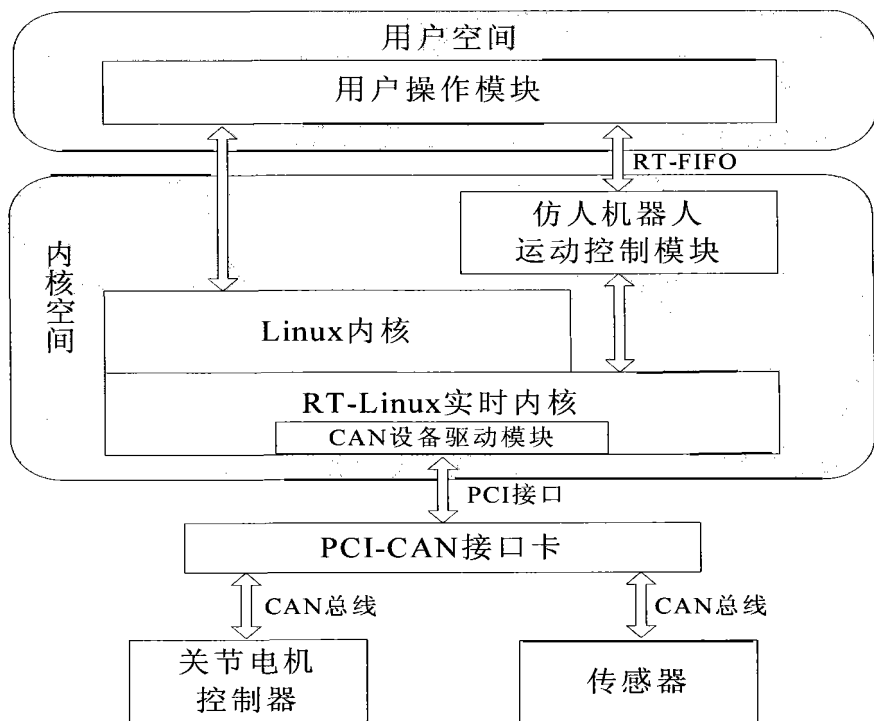 用户空间
用户操作模块
RT-FIFO
仿人机器人
运动控制模块
内核空间
Linux内核
RT-Linux实时内核
CAN设备驱动模块
PCI接口
PCI-CAN接口卡
CAN总线
CAN总线
关节电机
控制器
传感器